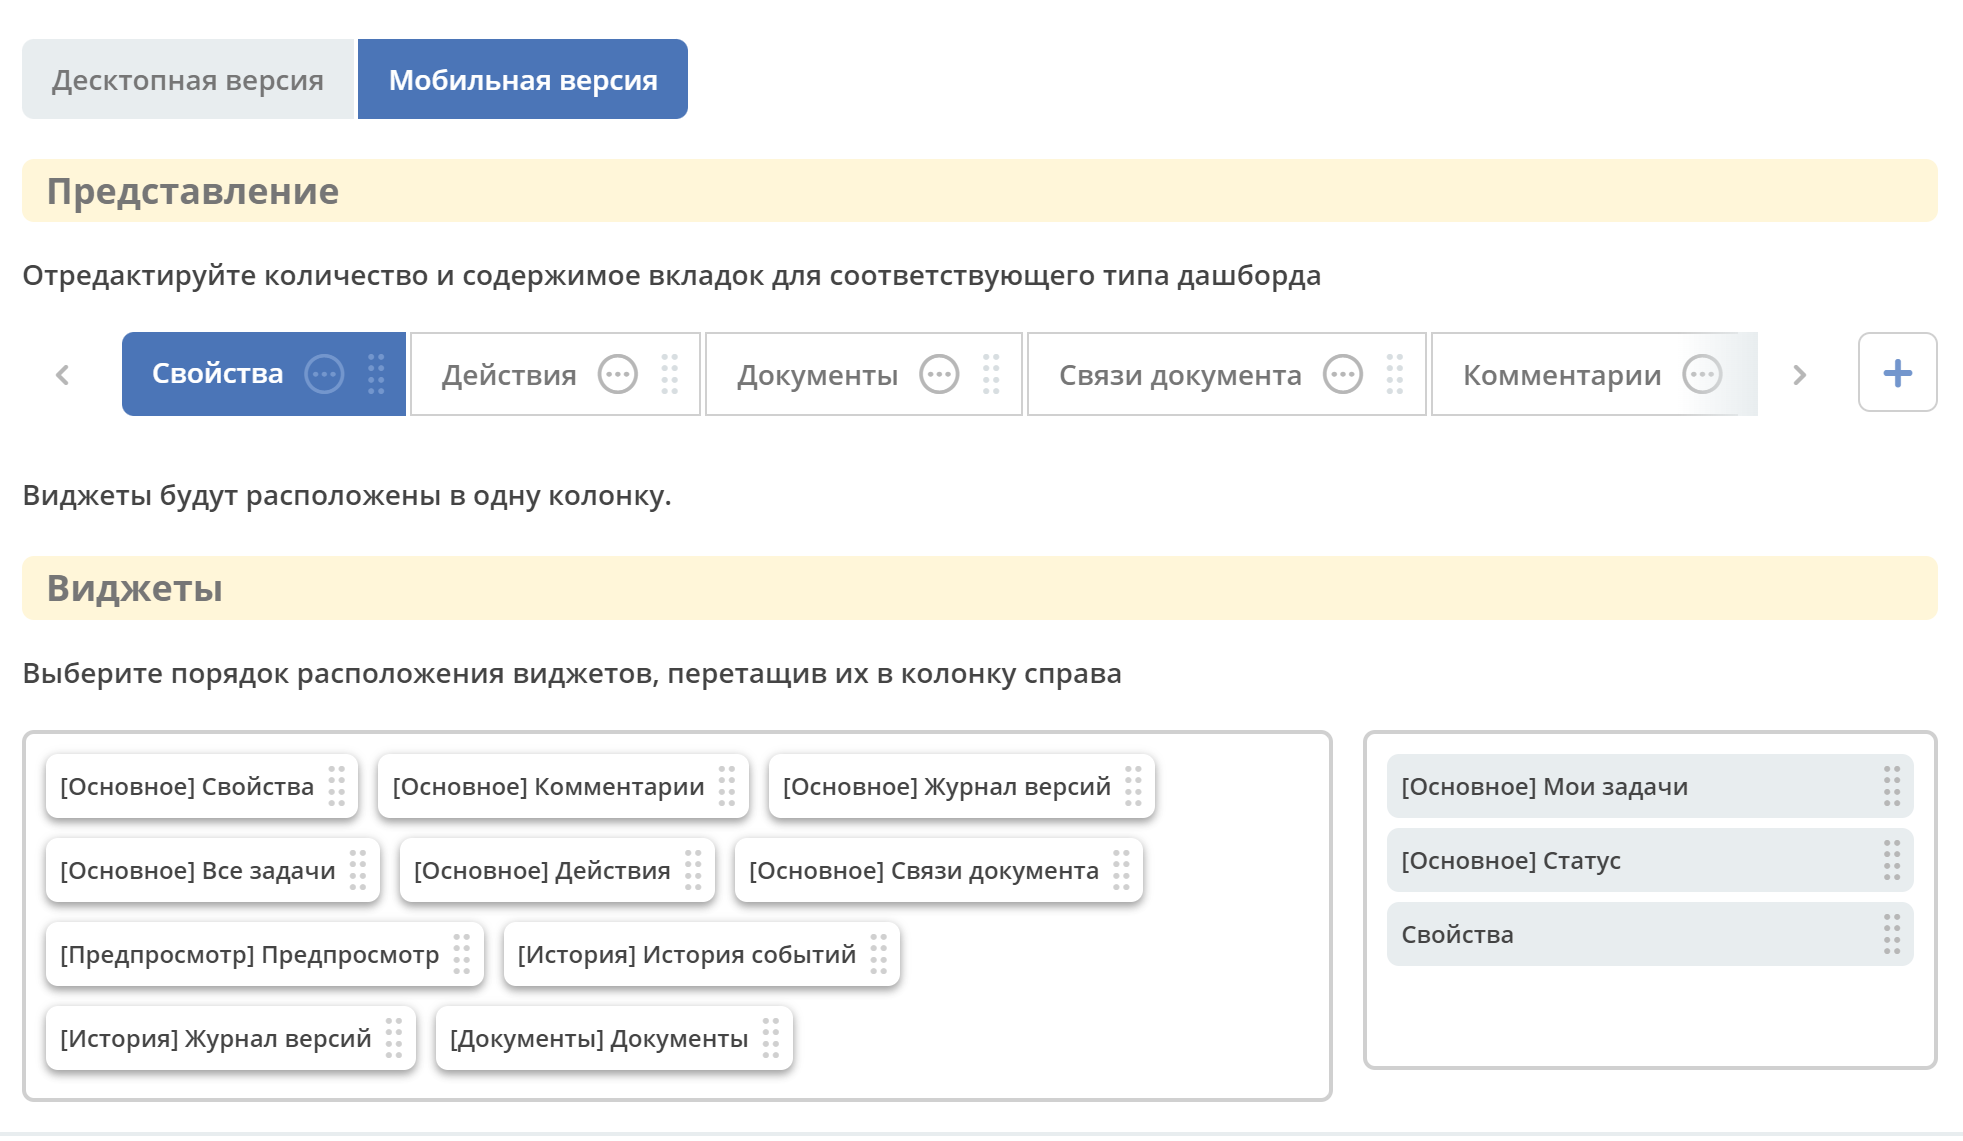 Десктопная версия Мобильная версия
Представление
Отредактируйте количество и содержимое вкладок для соответствующего типа дашборда
Свойства Действия Документы Связи документа Комментарии
Виджеты будут расположены в одну колонку.
Виджеты
Выберите порядок расположения виджетов, перетащив их в колонку справа
[Основное] Свойства [Основное] Комментарии [Основное] Журнал версий
[Основное] Все задачи [Основное] Действия [Основное] Связи документа
[Предпросмотр] Предпросмотр [История] История событий
[История] Журнал версий [Документы] Документы
[Основное] Мои задачи
[Основное] Статус
Свойства